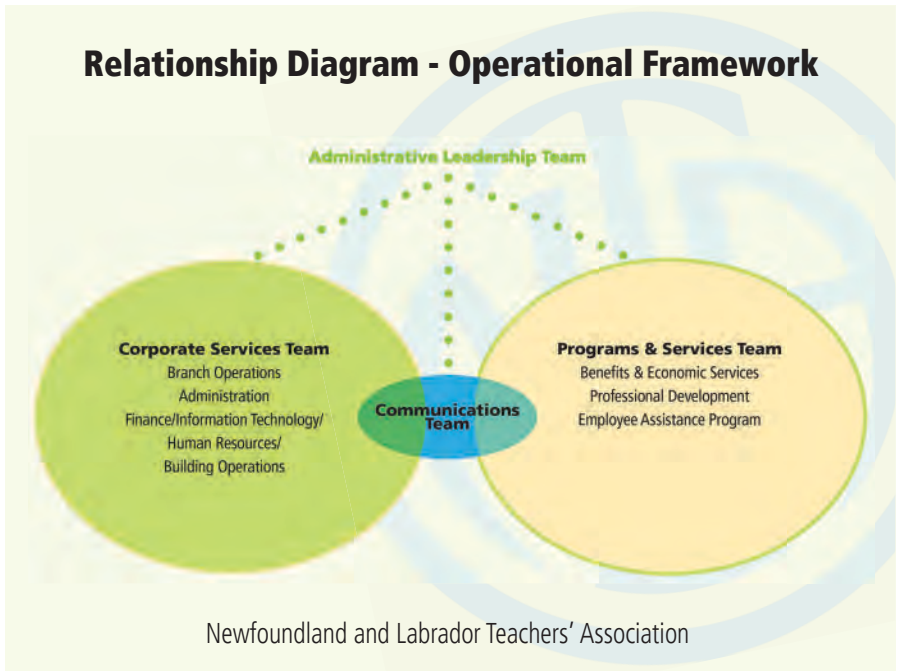 Relationship Diagram - Operational Framework
Administrative Leadership Team
Corporate Services Team
Branch Operations
Administration
Finance/Information Technology/
Human Resources/
Building Operations
Communications
Team
Programs & Services Team
Benefits & Economic Services
Professional Development
Employee Assistance Program
Newfoundland and Labrador Teachers' Association